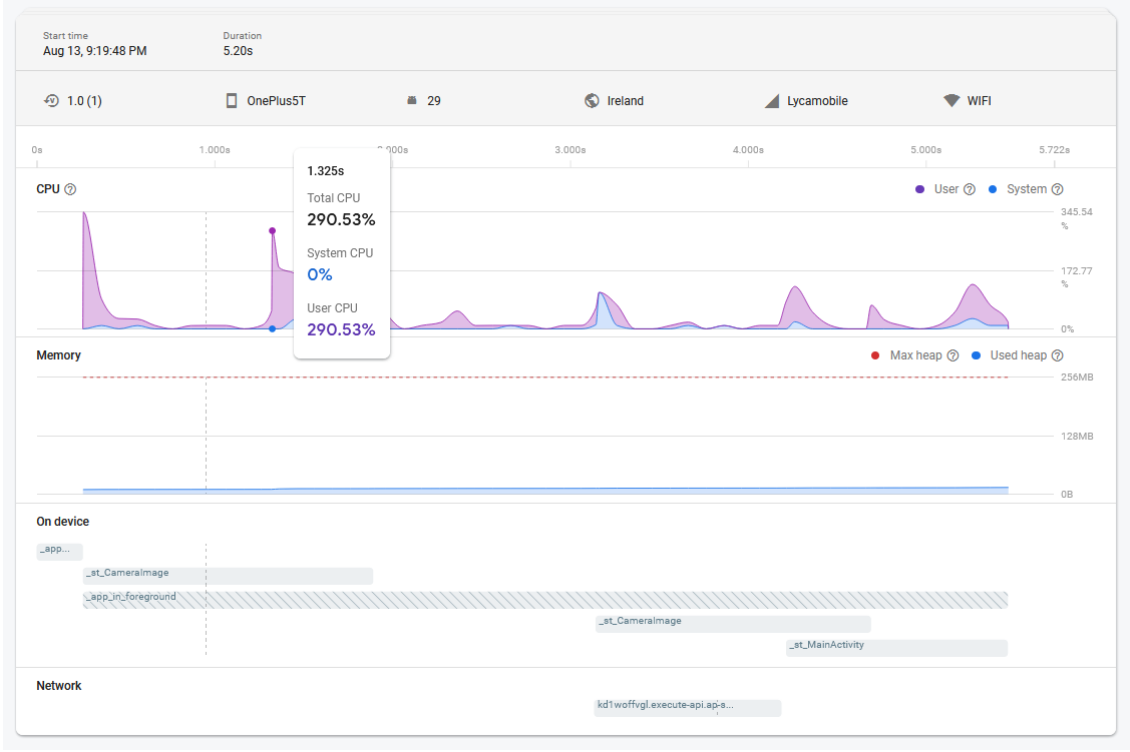 Start time
Duration
Aug 13, 9:19:48 PM
5.20s
1.0 (1)
OnePlus5T
29
Ireland
Lycamobile
WIFI
0s
1.000s
000s
3.000s
4.000s
5.000s
5.722s
1.325s
Total CPU
290.53%
System CPU
0%
User CPU
290.53%
CPU
User
System
345.54
%
172.77
%
0%
Memory
Max heap
Used heap
256MB
128MB
0B
On device
_app...
_st_CameraImage
_app_in_foreground
_st_CameraImage
_st_MainActivity
Network
kd1woffvgl.execute-api.ap-s...